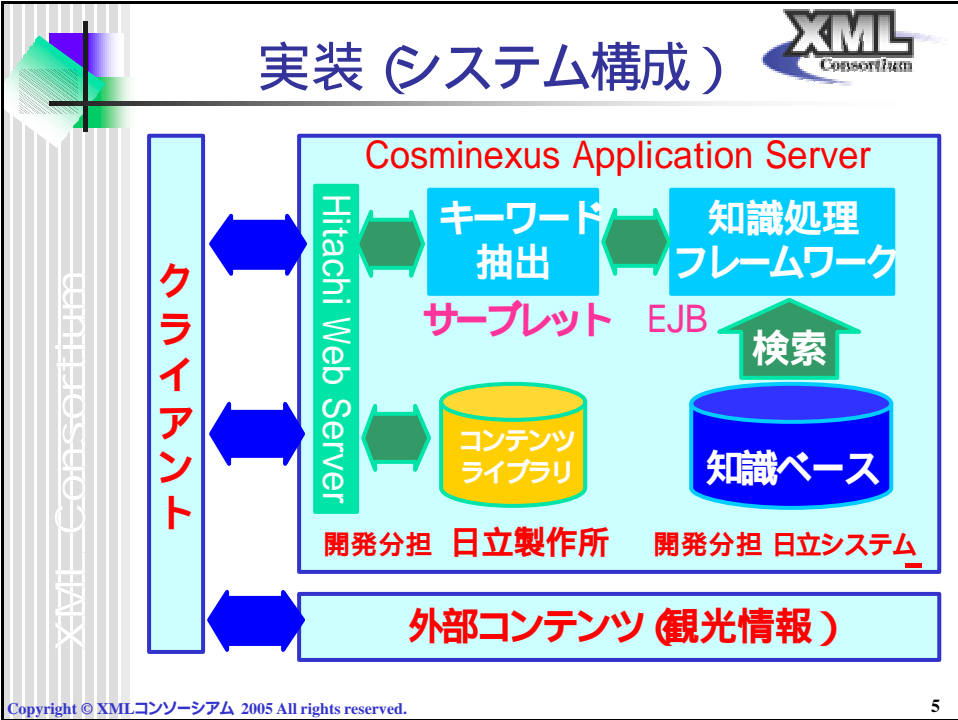 実装(システム構成)
XML
Consortium
XML Consortium
クライアント
Cosminexus Application Server
Hitachi Web Server
キーワード
抽出
知識処理
フレームワーク
サーブレット
EJB
検索
コンテンツ
ライブラリ
知識ベース
開発分担 日立製作所
開発分担 日立システム
外部コンテンツ(観光情報)
Copyright © XMLコンソーシアム 2005 All rights reserved.
5